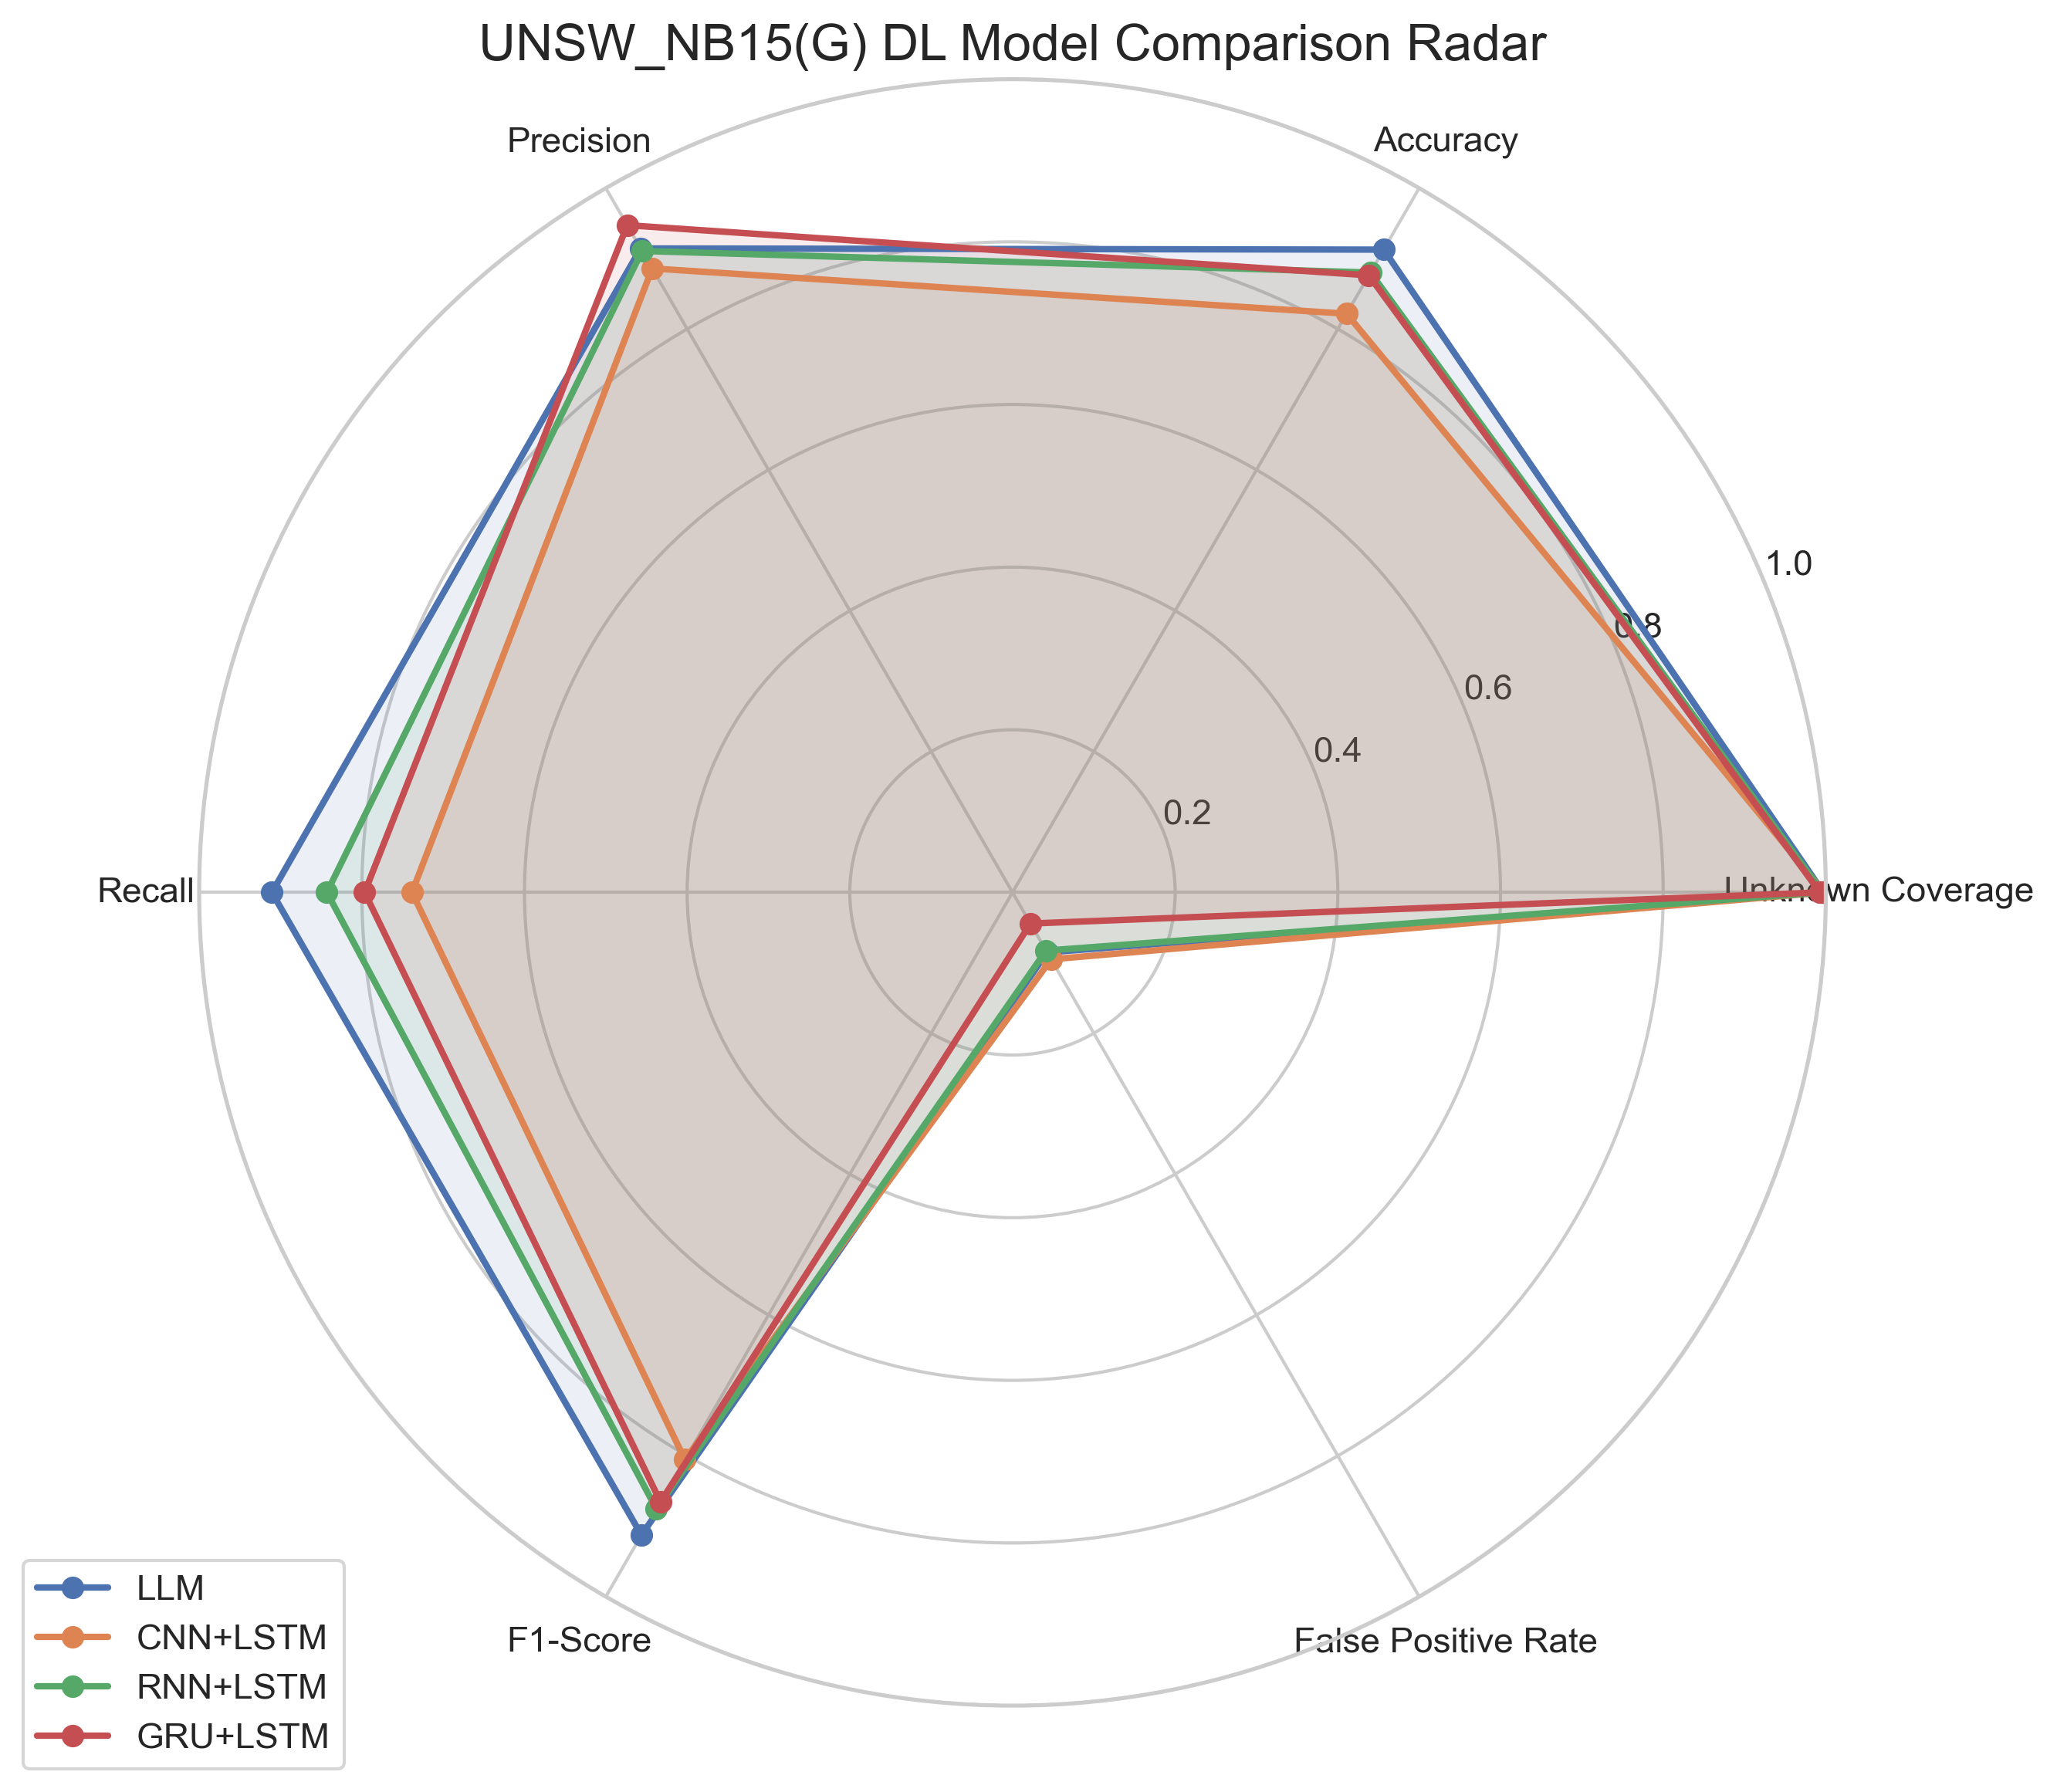 UNSW_NB15(G) DL Model Comparison Radar
Precision
Accuracy
1.0
0.8
0.6
0.4
0.2
Recall
Unknown Coverage
F1-Score
False Positive Rate
LLM
CNN+LSTM
RNN+LSTM
GRU+LSTM